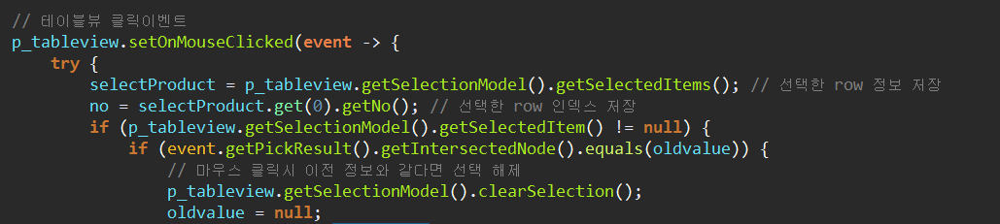 // 테이블뷰 클릭이벤트
p_tableview.setOnMouseClicked(event -> {
try {
selectProduct = p_tableview.getSelectionModel().getSelectedItems(); // 선택한 row 정보 저장
no = selectProduct.get(0).getNo(); // 선택한 row 인덱스 저장
if (p_tableview.getSelectionModel().getSelectedItem() != null) {
if (event.getPickResult().getIntersectedNode().equals(oldvalue)) {
// 마우스 클릭시 이전 정보와 같다면 선택 해제
p_tableview.getSelectionModel().clearSelection();
oldvalue = null;